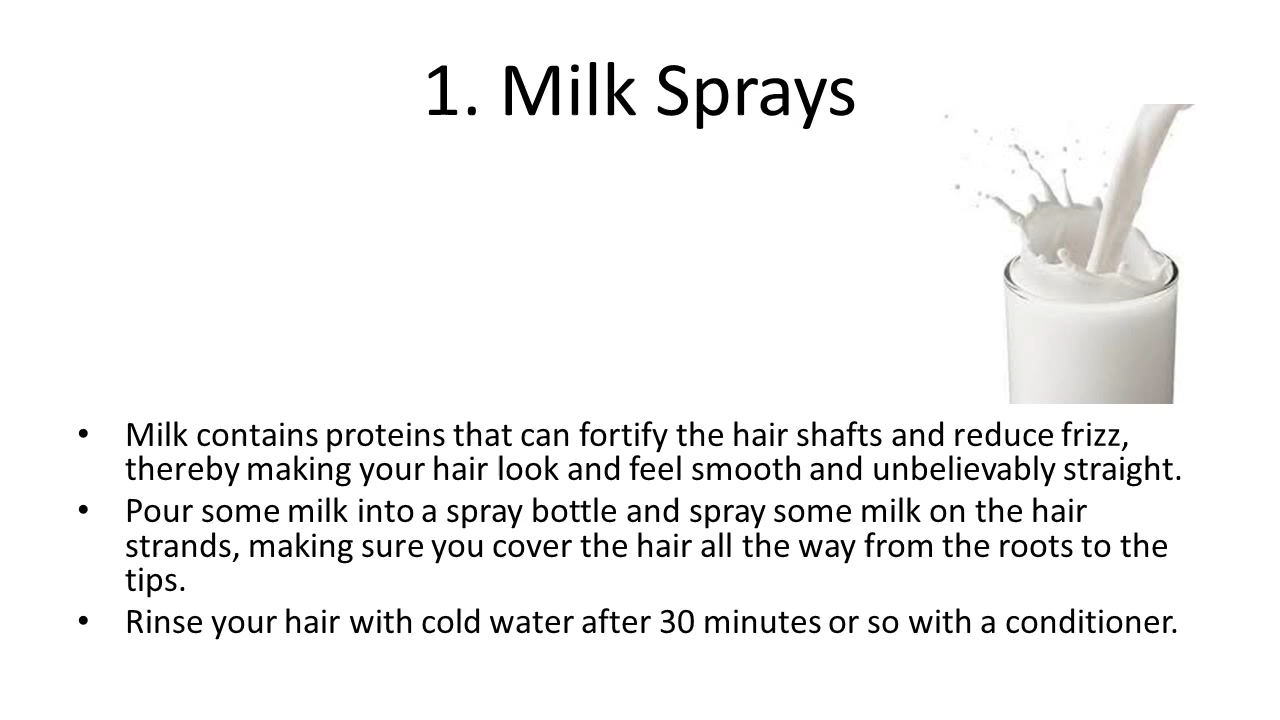 1. Milk Sprays
• Milk contains proteins that can fortify the hair shafts and reduce frizz,
thereby making your hair look and feel smooth and unbelievably straight.
• Pour some milk into a spray bottle and spray some milk on the hair
strands, making sure you cover the hair all the way from the roots to the
tips.
• Rinse your hair with cold water after 30 minutes or so with a conditioner.